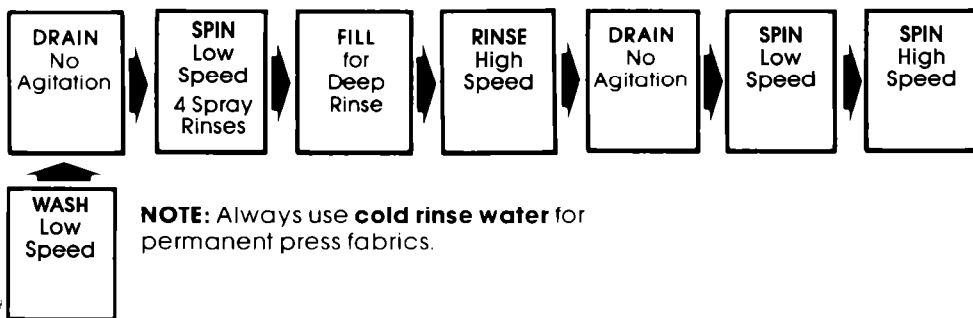 WASH
Low
Speed
DRAIN
No
Agitation
SPIN
Low
Speed
4 Spray
Rinses
FILL
for
Deep
Rinse
RINSE
High
Speed
DRAIN
No
Agitation
SPIN
Low
Speed
SPIN
High
Speed
NOTE: Always use cold rinse water for
permanent press fabrics.